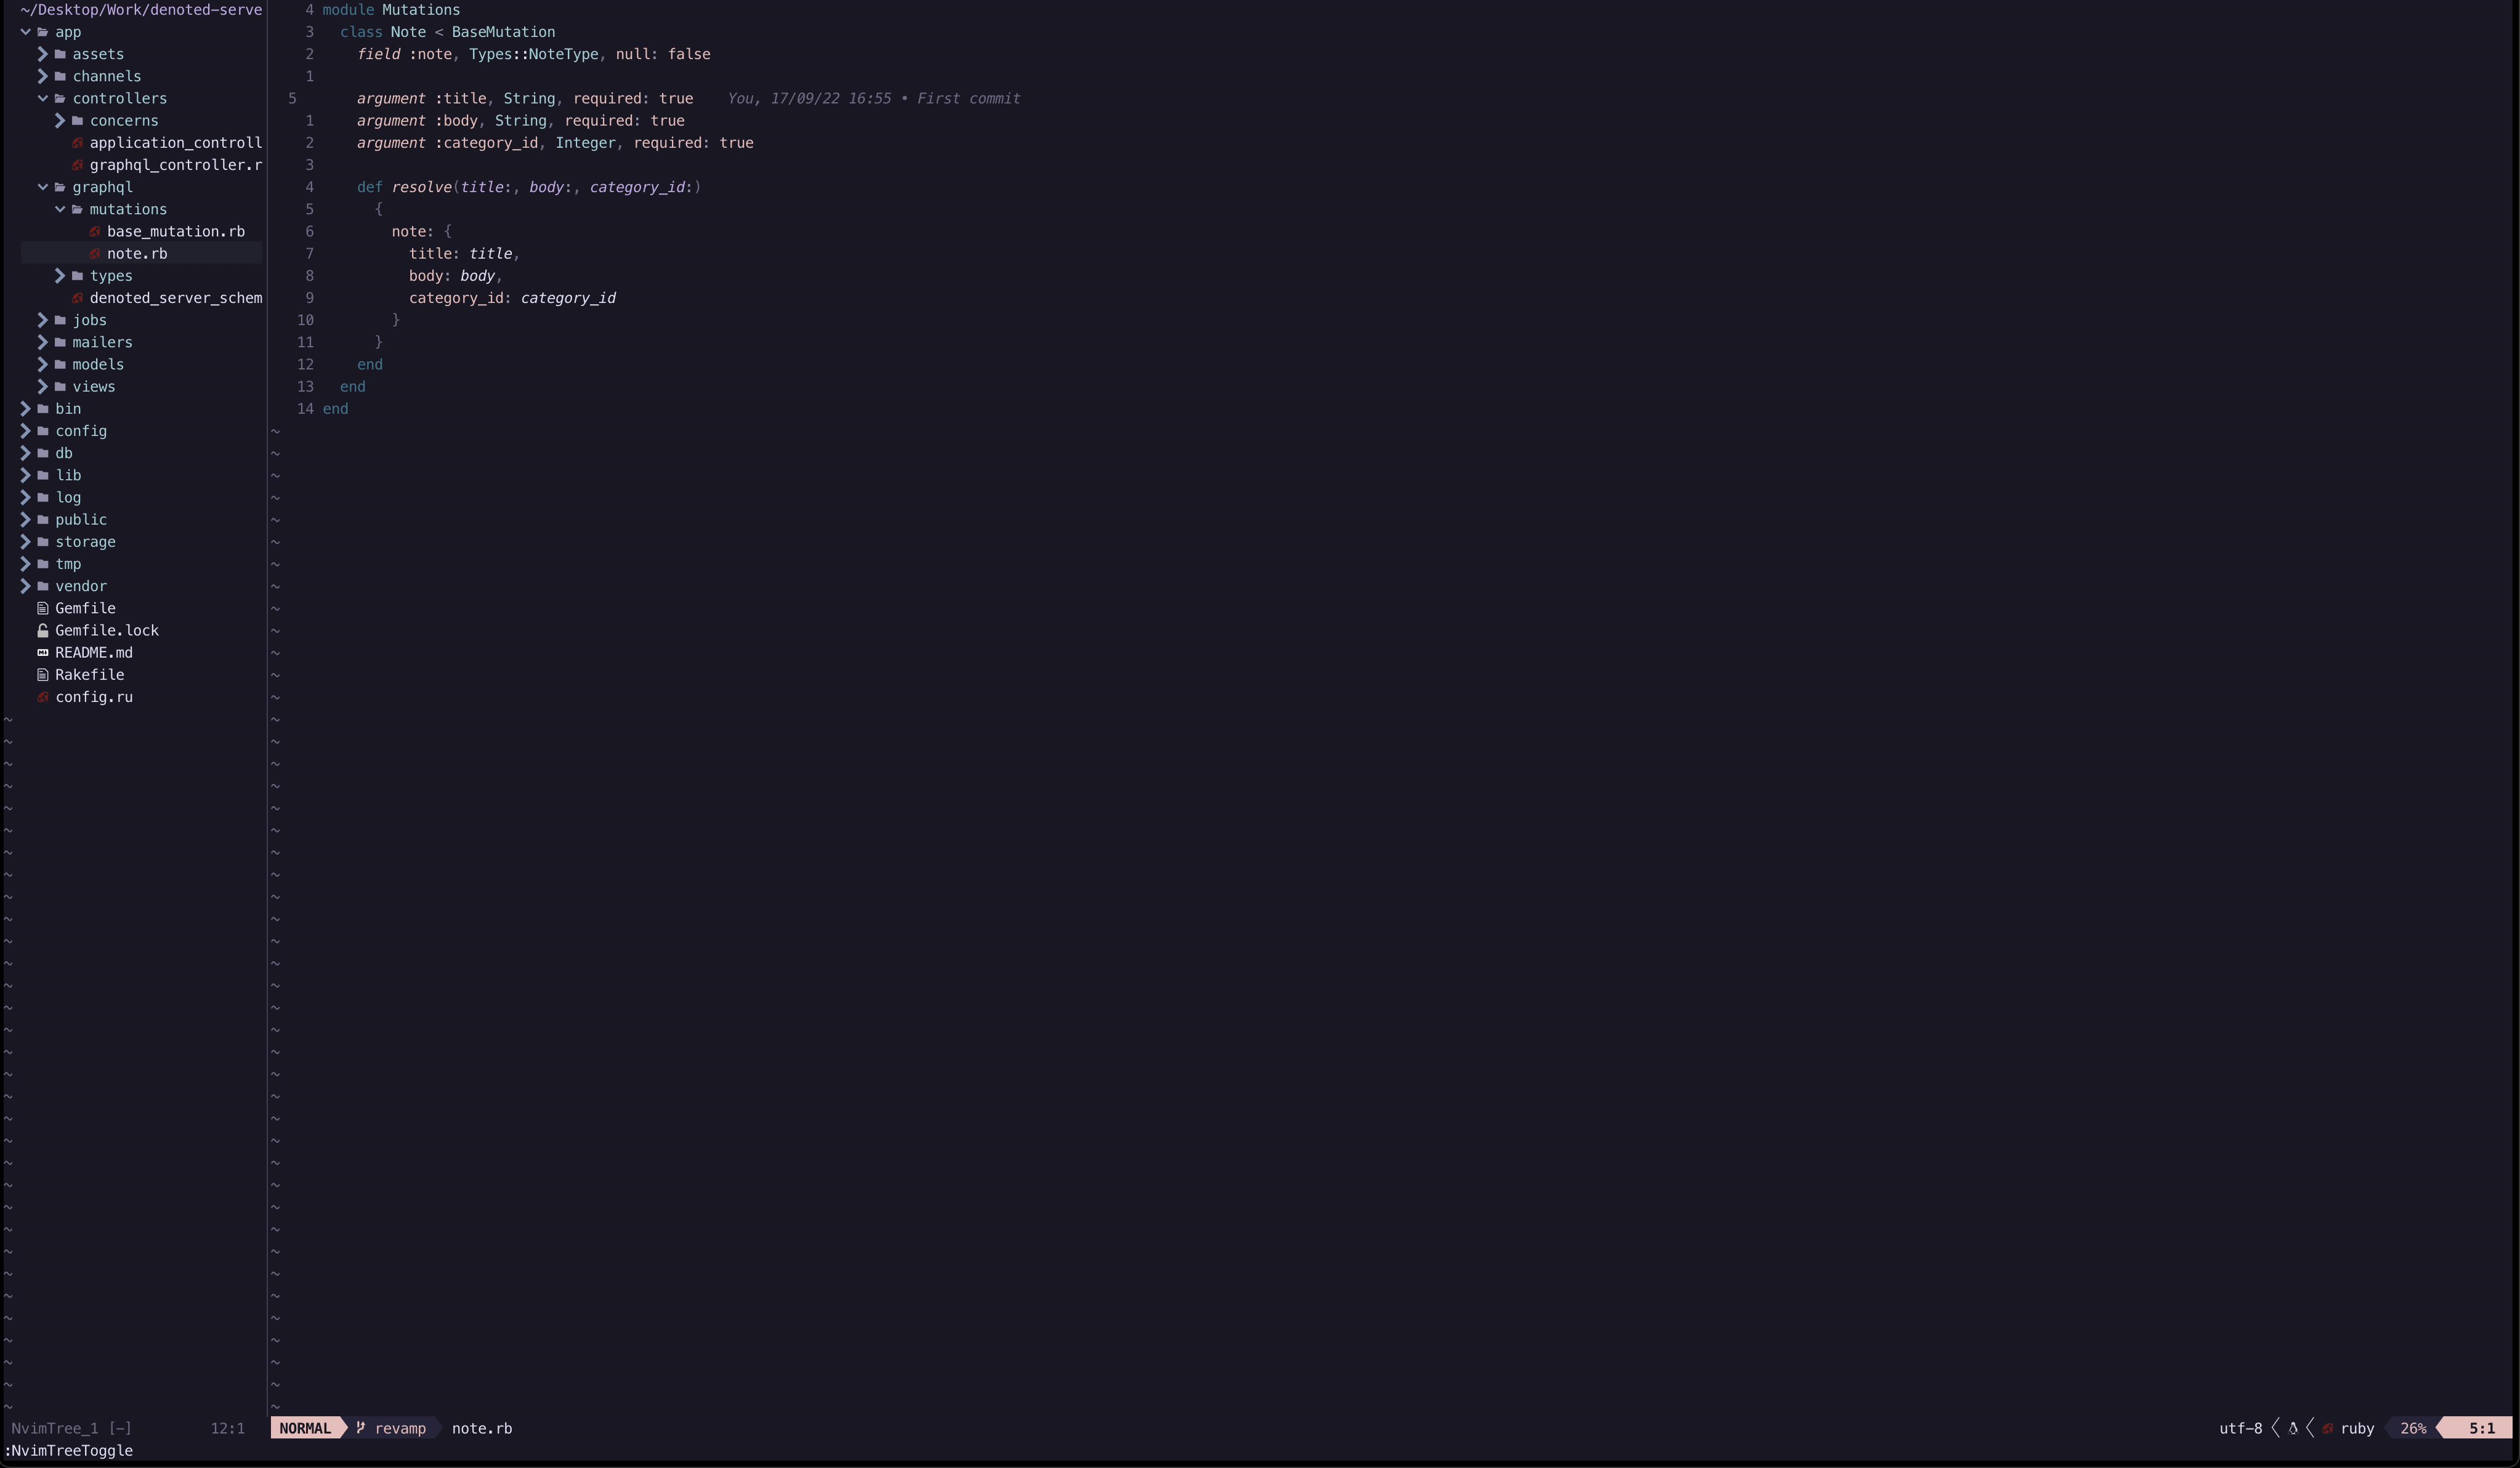 ~/Desktop/Work/denoted-serve
app
assets
channels
controllers
concerns
application_controll
graphql_controller.r
graphql
mutations
base_mutation.rb
note.rb
types
denoted_server_schem
jobs
mailers
models
views
bin
config
db
lib
log
public
storage
tmp
vendor
Gemfile
Gemfile.lock
README.md
Rakefile
config.ru
4 module Mutations
3   class Note < BaseMutation
2     field :note, Types::NoteType, null: false
1
5     argument :title, String, required: true    You, 17/09/22 16:55 • First commit
1     argument :body, String, required: true
2     argument :category_id, Integer, required: true
3
4     def resolve(title:, body:, category_id:)
5       {
6         note: {
7           title: title,
8           body: body,
9           category_id: category_id
10         }
11       }
12     end
13   end
14 end
NvimTree_1 [-]    12:1
NORMAL revamp note.rb    utf-8 ruby 26% 5:1
:NvimTreeToggle